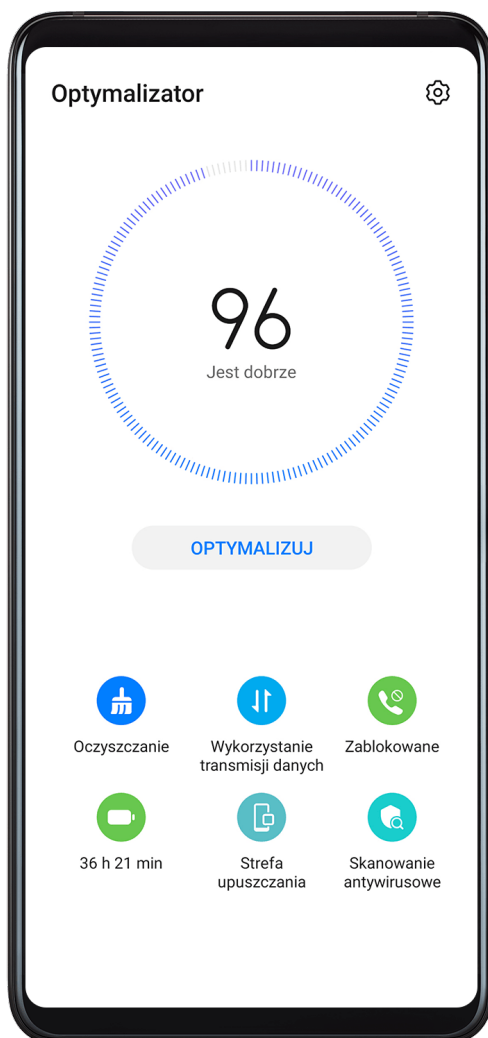 Optymalizator
96
Jest dobrze
OPTYMALIZUJ
Oczyszczanie
Wykorzystanie
transmisji danych
Zablokowane
36 h 21 min
Strefa
upuszczania
Skanowanie
antywirusowe